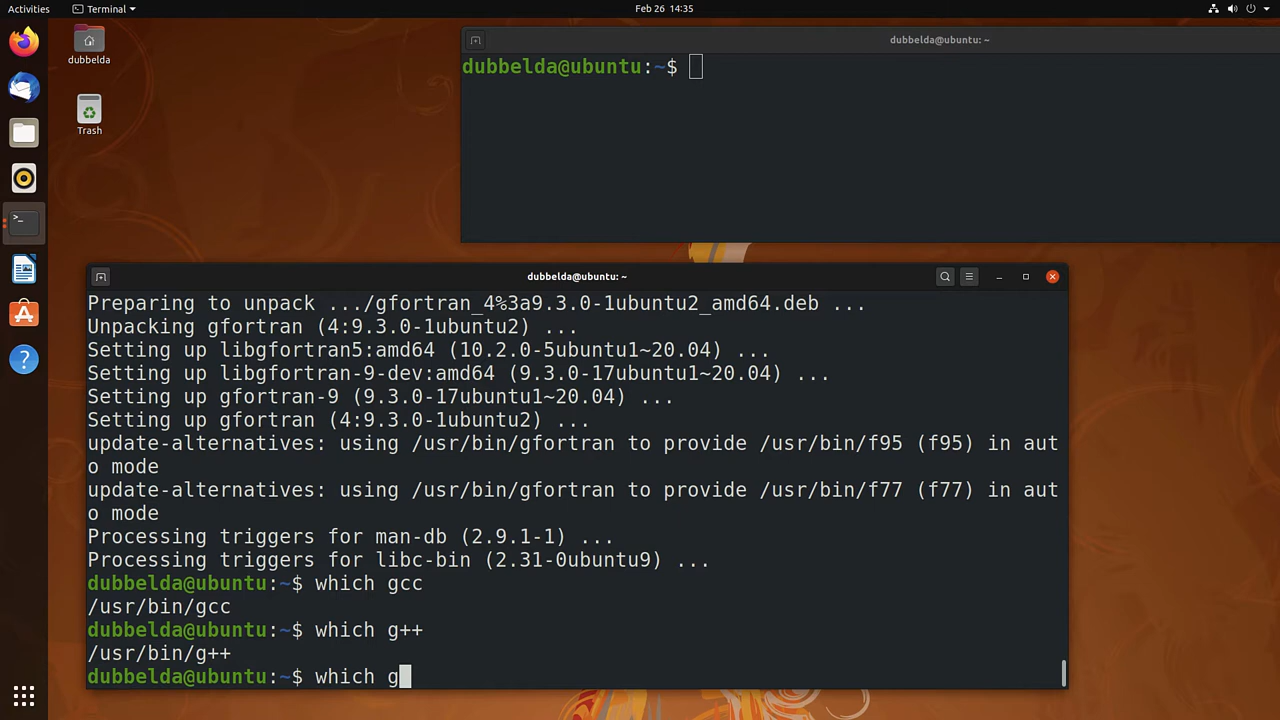 Activities
Terminal
Feb 26 14:35
dubbelda
Trash
dubbelda@ubuntu: ~
dubbelda@ubuntu:~$
dubbelda@ubuntu: ~
Preparing to unpack .../gfortran_4%3a9.3.0-1ubuntu2_amd64.deb ...
Unpacking gfortran (4:9.3.0-1ubuntu2) ...
Setting up libgfortran5:amd64 (10.2.0-5ubuntu1~20.04) ...
Setting up libgfortran-9-dev:amd64 (9.3.0-17ubuntu1~20.04) ...
Setting up gfortran-9 (9.3.0-17ubuntu1~20.04) ...
Setting up gfortran (4:9.3.0-1ubuntu2) ...
update-alternatives: using /usr/bin/gfortran to provide /usr/bin/f95 (f95) in aut
o mode
update-alternatives: using /usr/bin/gfortran to provide /usr/bin/f77 (f77) in aut
o mode
Processing triggers for man-db (2.9.1-1) ...
Processing triggers for libc-bin (2.31-0ubuntu9) ...
dubbelda@ubuntu:~$ which gcc
/usr/bin/gcc
dubbelda@ubuntu:~$ which g++
/usr/bin/g++
dubbelda@ubuntu:~$ which g